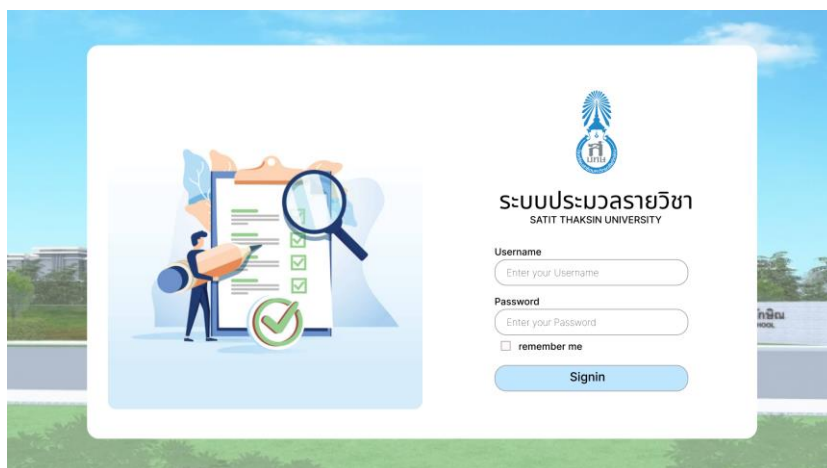 ระบบประมวลรายวิชา
SATIT THAKSIN UNIVERSITY
Username
Enter your Username
Password
Enter your Password
remember me
Signin